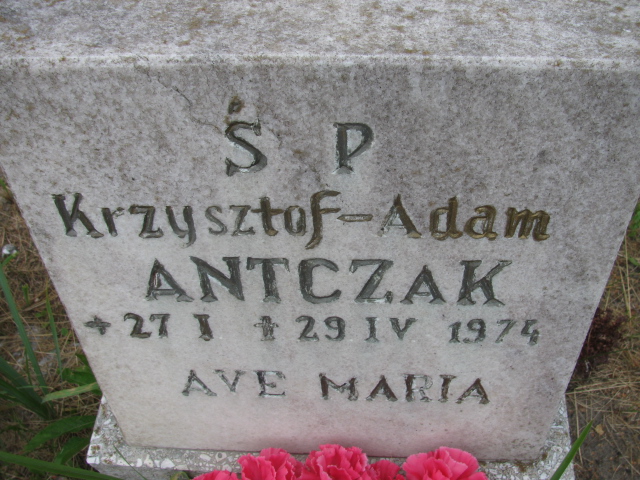 Ś P
Krzysztof-Adam
ANTCZAK
* 27 I † 29 IV 1974
AVE MARIA